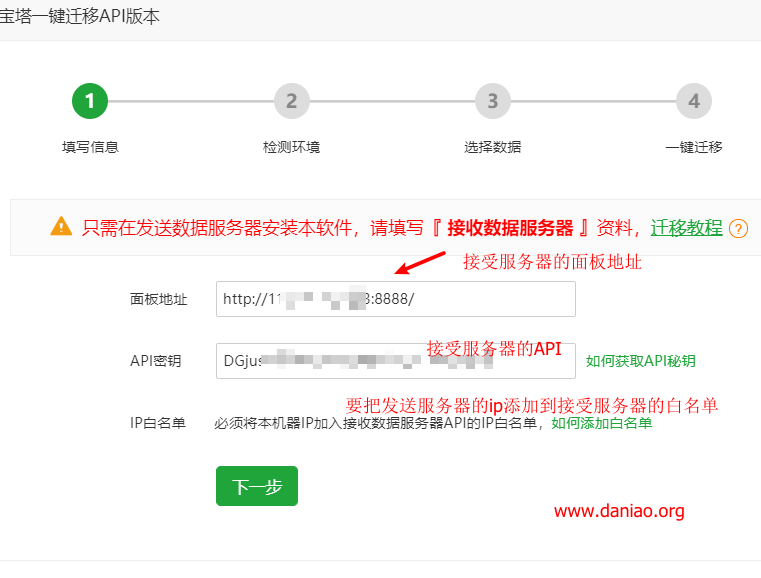 宝塔一键迁移API版本
1 2 3 4
填写信息 检测环境 选择数据 一键迁移
只需在发送数据服务器安装本软件，请填写『 接收数据服务器 』资料，迁移教程 ?
接受服务器的面板地址
面板地址 http://11 3:8888/
接受服务器的API
API密钥 DGjus 如何获取API秘钥
要把发送服务器的ip添加到接受服务器的白名单
IP白名单 必须将本机器IP加入接收数据服务器API的IP白名单，如何添加白名单
下一步
www.daniao.org